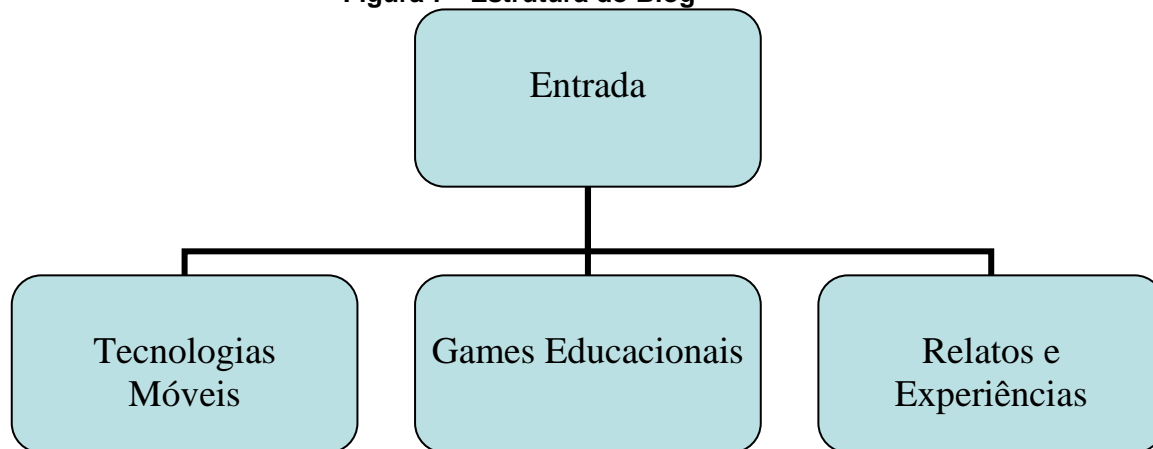 Estrutura do Blog
Entrada
Tecnologias
Móveis
Games Educacionais
Relatos e
Experiências